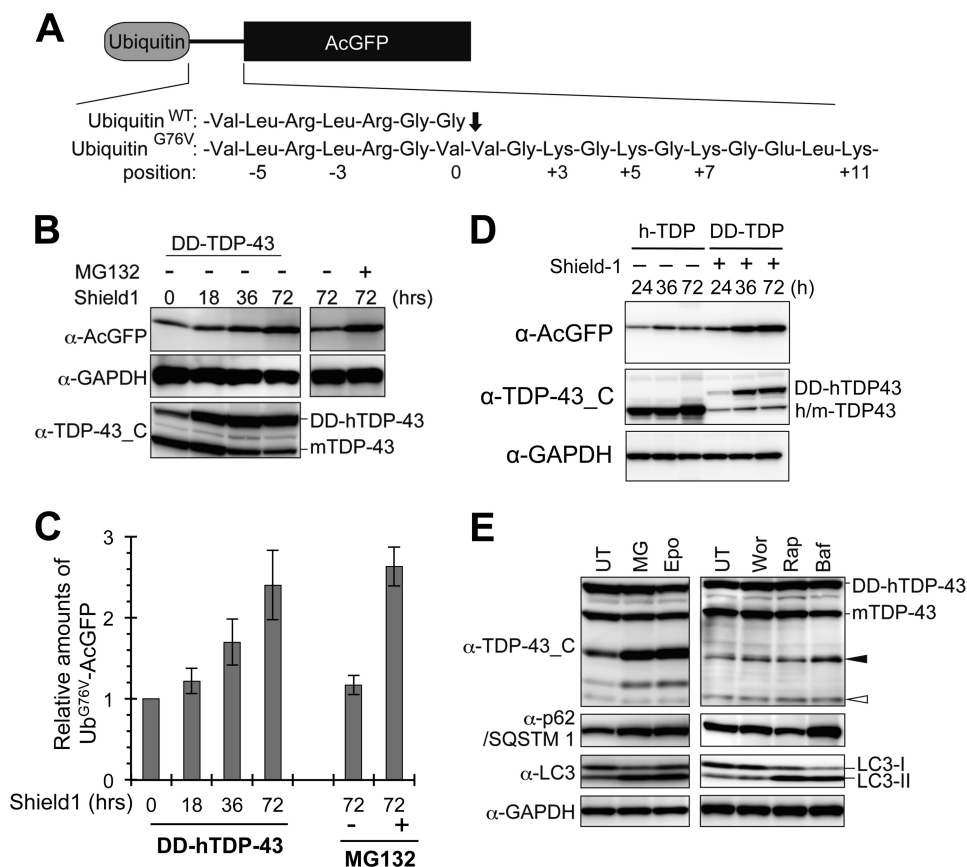 A
Ubiquitin
AcGFP
Ubiquitin WT: -Val-Leu-Arg-Leu-Arg-Gly-Gly
Ubiquitin G76V: -Val-Leu-Arg-Leu-Arg-Gly-Val-Val-Gly-Lys-Gly-Lys-Gly-Lys-Gly-Glu-Leu-Lys-
position: -5 -3 0 +3 +5 +7 +11
B
DD-TDP-43
MG132 - - - - - +
Shield1 0 18 36 72 72 72 (hrs)
α-AcGFP
α-GAPDH
α-TDP-43_C
DD-hTDP-43
mTDP-43
D
h-TDP DD-TDP
Shield-1 – – – + + +
24 36 72 24 36 72 (h)
α-AcGFP
α-TDP-43_C
DD-hTDP43
h/m-TDP43
α-GAPDH
C
Relative amounts of
UbG76V-AcGFP
3
2
1
0
Shield1 (hrs) 0 18 36 72 72 72
- +
DD-hTDP-43
MG132
E
UT MG Epo UT Wor Rap Baf
DD-hTDP-43
mTDP-43
α-TDP-43_C
α-p62
/SQSTM 1
α-LC3
LC3-I
LC3-II
α-GAPDH